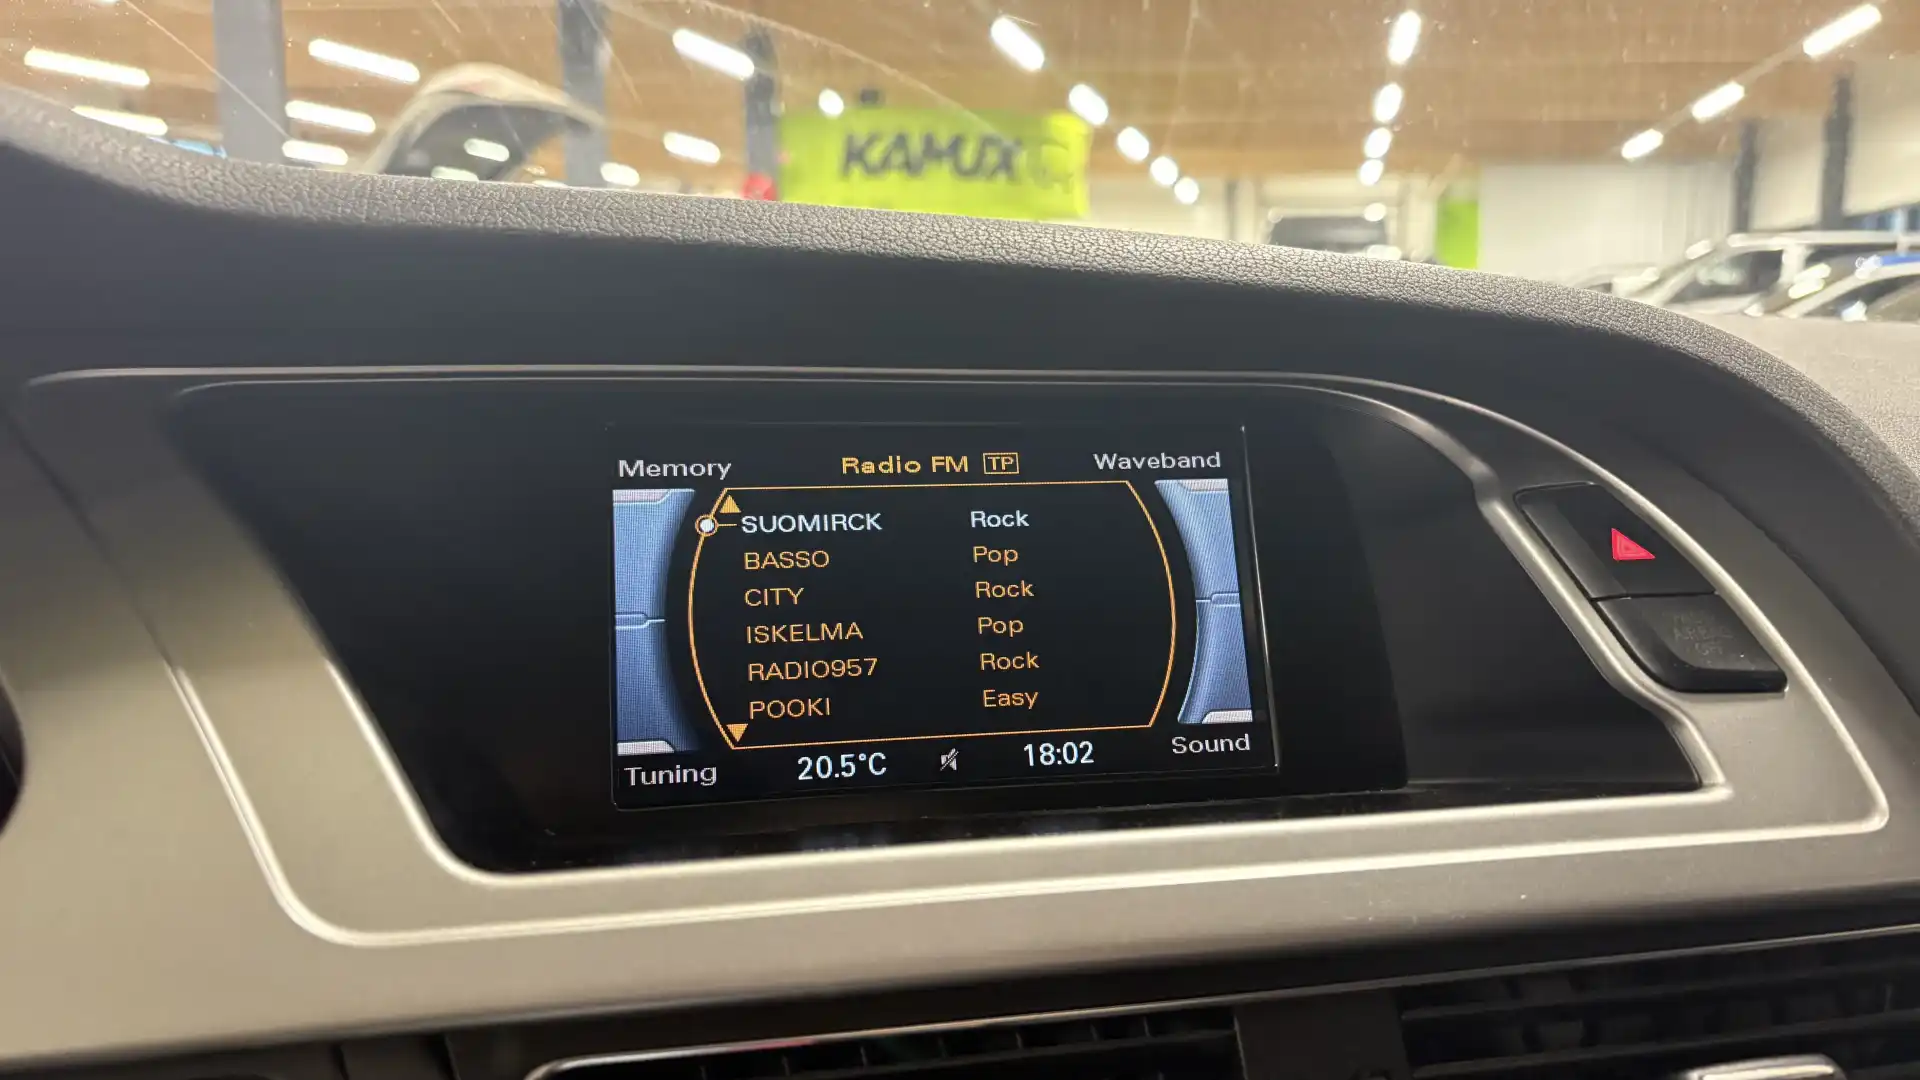 KAMUX
Memory
Radio FM TP
Waveband
SUOMIRCK Rock
BASSO Pop
CITY Rock
ISKELMA Pop
RADIO957 Rock
POOKI Easy
Tuning
20.5°C
18:02
Sound